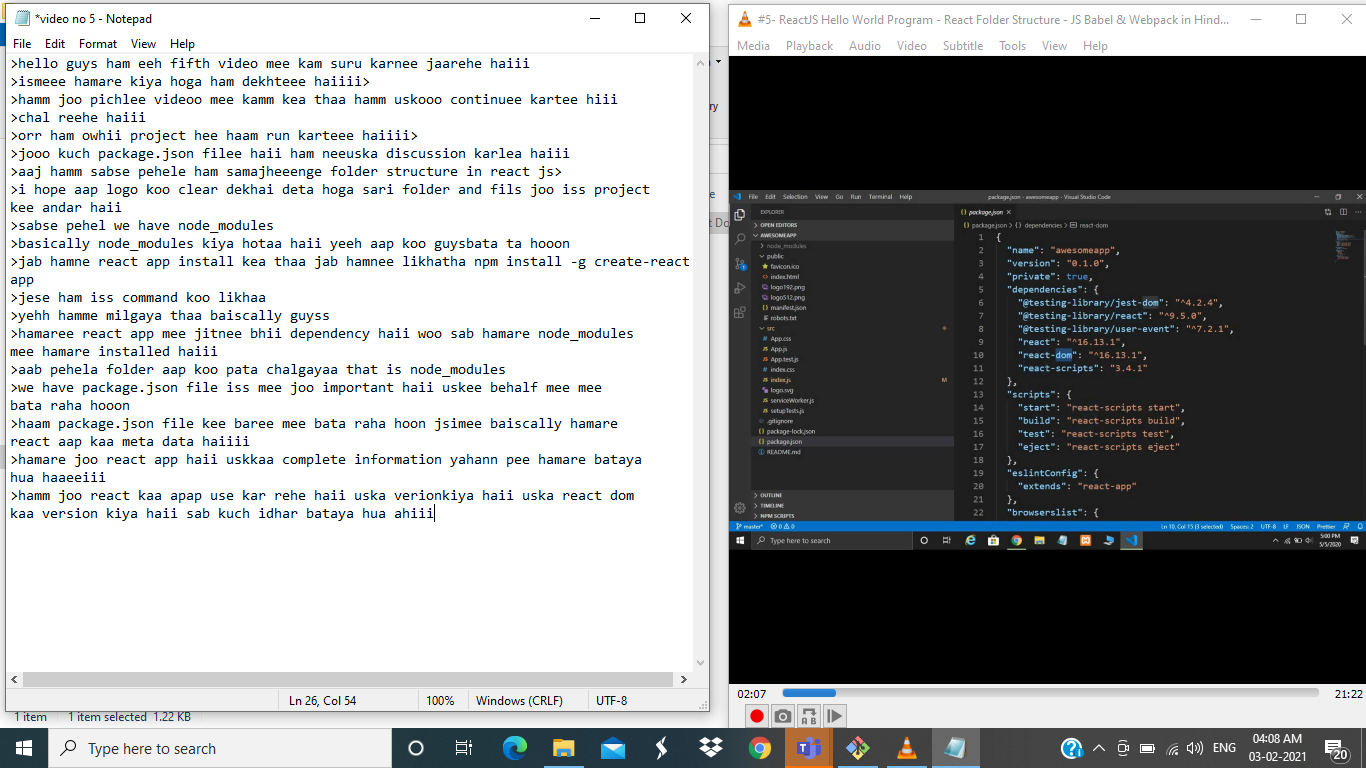 *video no 5 - Notepad
File Edit Format View Help
>hello guys ham eeh fifth video mee kam suru karnee jaarehe haiii
>ismeee hamare kiya hoga ham dekhteee haiiii>
>hamm joo pichlee videoo mee kamm kea thaa hamm uskooo continuee kartee hiii
>chal reehe haiii
>orr ham owhii project hee haam run karteee haiiii>
>jooo kuch package.json filee haii ham neeuska discussion karlea haiii
>aaj hamm sabse pehele ham samajheeenge folder structure in react js>
>i hope aap logo koo clear dekhai deta hoga sari folder and fils joo iss project
kee andar haii
>sabse pehel we have node_modules
>basically node_modules kiya hotaa haii yeeh aap koo guysbata ta hooon
>jab hamne react app install kea thaa jab hamnee likhatha npm install -g create-react
app
>jese ham iss command koo likhaa
>yehh hamme milgaya thaa baiscally guyss
>hamaree react app mee jitnee bhii dependency haii woo sab hamare node_modules
mee hamare installed haiii
>aab pehela folder aap koo pata chalgayaa that is node_modules
>we have package.json file iss mee joo important haii uskee behalf mee mee
bata raha hooon
>haam package.json file kee baree mee bata raha hoon jsimee baiscally hamare
react aap kaa meta data haiiii
>hamare joo react app haii uskkaa complete information yahann pee hamare bataya
hua haaeeiii
>hamm joo react kaa apap use kar rehe haii uska verionkiya haii uska react dom
kaa version kiya haii sab kuch idhar bataya hua ahiii
Ln 26, Col 54 100% Windows (CRLF) UTF-8
1 item 1 item selected 1.22 KB
#5- ReactJS Hello World Program - React Folder Structure - JS Babel & Webpack in Hind...
Media Playback Audio Video Subtitle Tools View Help
File Edit Selection View Go Run Terminal Help
package.json - awesomeapp - Visual Studio Code
EXPLORER
OPEN EDITORS
AWESOMEAPP
node_modules
public
favicon.ico
index.html
logo192.png
logo512.png
manifest.json
robots.txt
src
App.css
App.js
App.test.js
index.css
index.js M
logo.svg
serviceWorker.js
setupTests.js
.gitignore
package-lock.json
package.json
README.md
OUTLINE
TIMELINE
NPM SCRIPTS
package.json
package.json > dependencies > react-dom
1 {
2 "name": "awesomeapp",
3 "version": "0.1.0",
4 "private": true,
5 "dependencies": {
6 "@testing-library/jest-dom": "^4.2.4",
7 "@testing-library/react": "^9.5.0",
8 "@testing-library/user-event": "^7.2.1",
9 "react": "^16.13.1",
10 "react-dom": "^16.13.1",
11 "react-scripts": "3.4.1"
12 },
13 "scripts": {
14 "start": "react-scripts start",
15 "build": "react-scripts build",
16 "test": "react-scripts test",
17 "eject": "react-scripts eject"
18 },
19 "eslintConfig": {
20 "extends": "react-app"
21 },
22 "browserslist": {
master* 0 0 Ln 10, Col 15 (3 selected) Spaces: 2 UTF-8 LF JSON Prettier
Type here to search
5:00 PM
5/5/2020
02:07 21:22
Type here to search
ENG
04:08 AM
03-02-2021
20